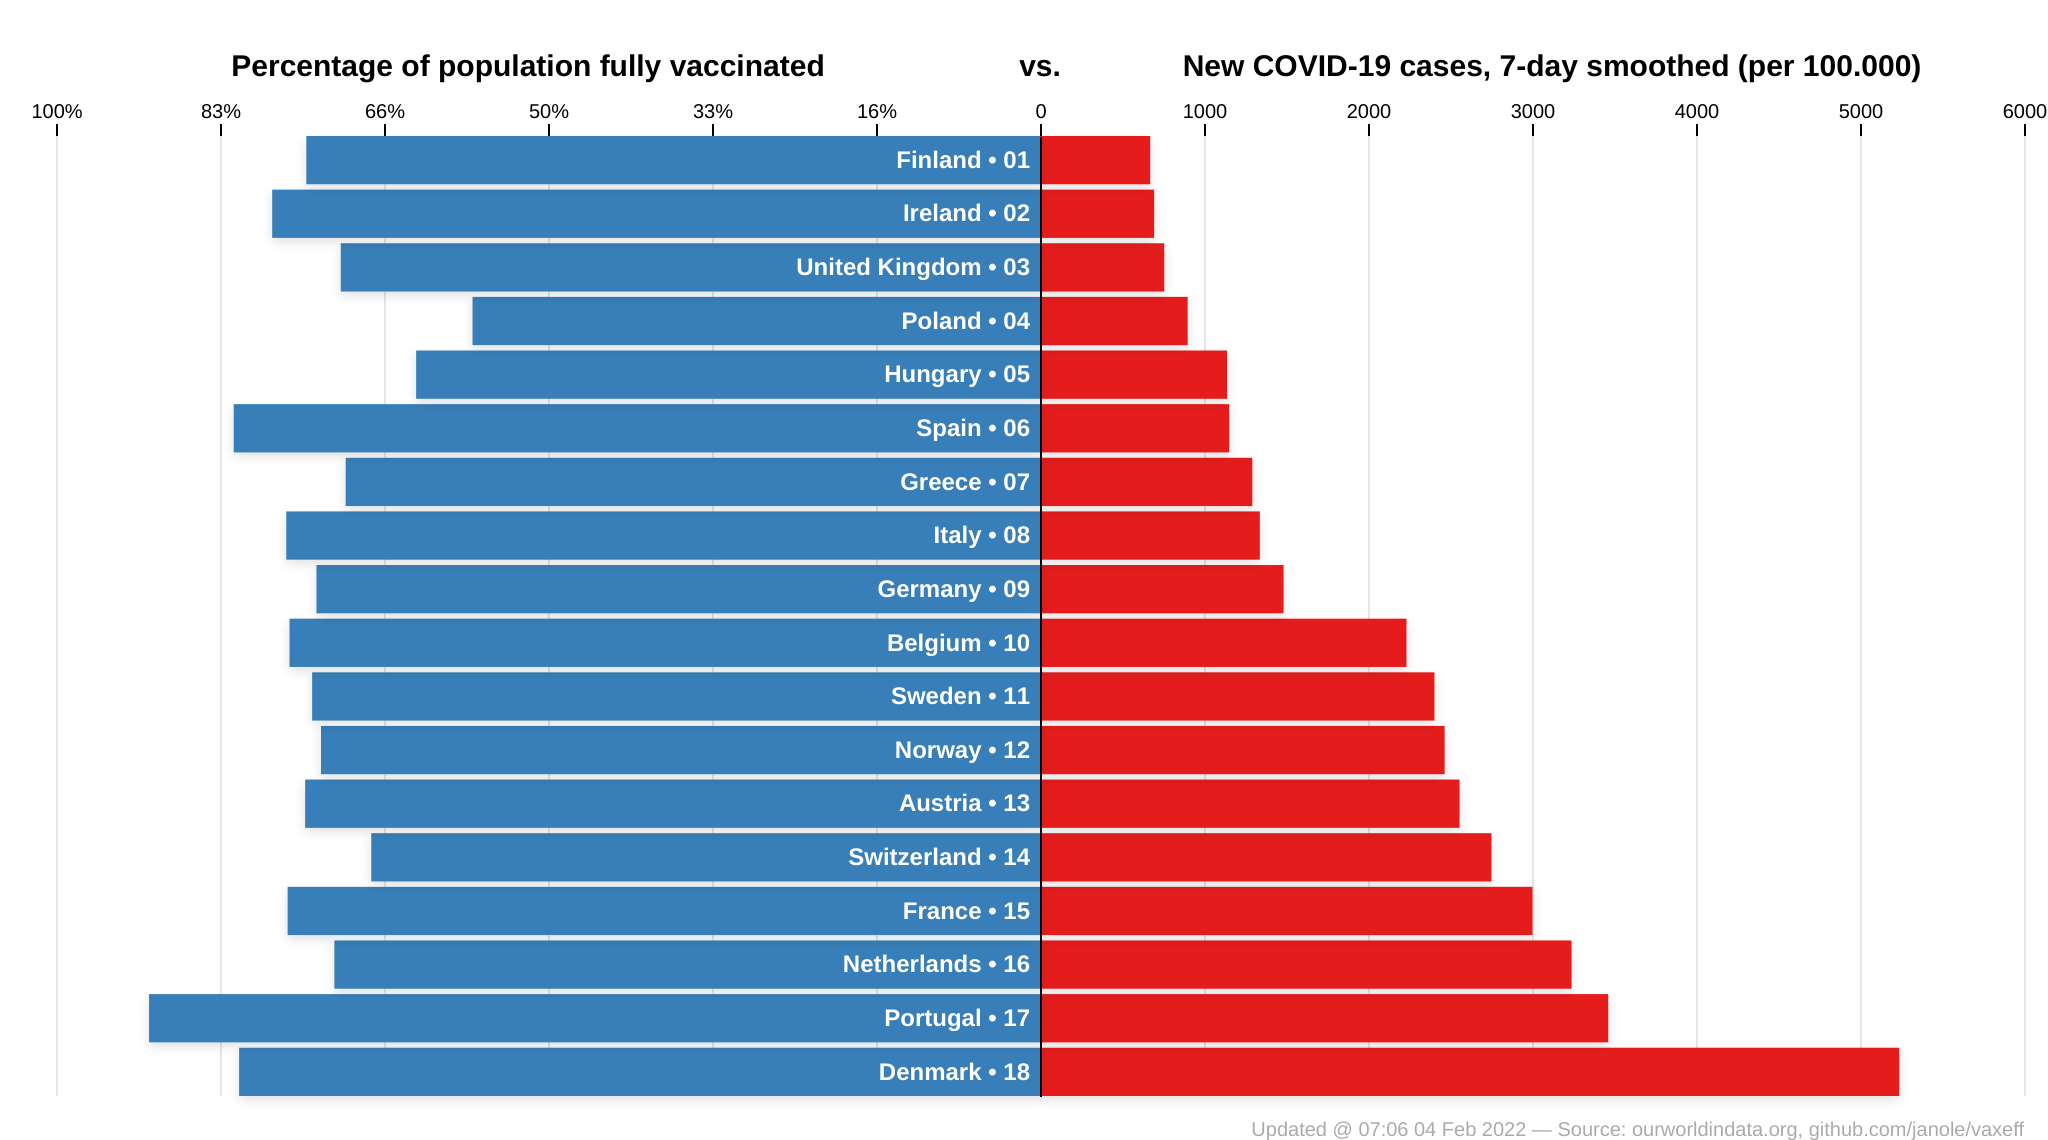 Percentage of population fully vaccinated vs. New COVID-19 cases, 7-day smoothed (per 100.000)
100% 83% 66% 50% 33% 16% 0 1000 2000 3000 4000 5000 6000
Finland • 01
Ireland • 02
United Kingdom • 03
Poland • 04
Hungary • 05
Spain • 06
Greece • 07
Italy • 08
Germany • 09
Belgium • 10
Sweden • 11
Norway • 12
Austria • 13
Switzerland • 14
France • 15
Netherlands • 16
Portugal • 17
Denmark • 18
Updated @ 07:06 04 Feb 2022 — Source: ourworldindata.org, github.com/janole/vaxeff